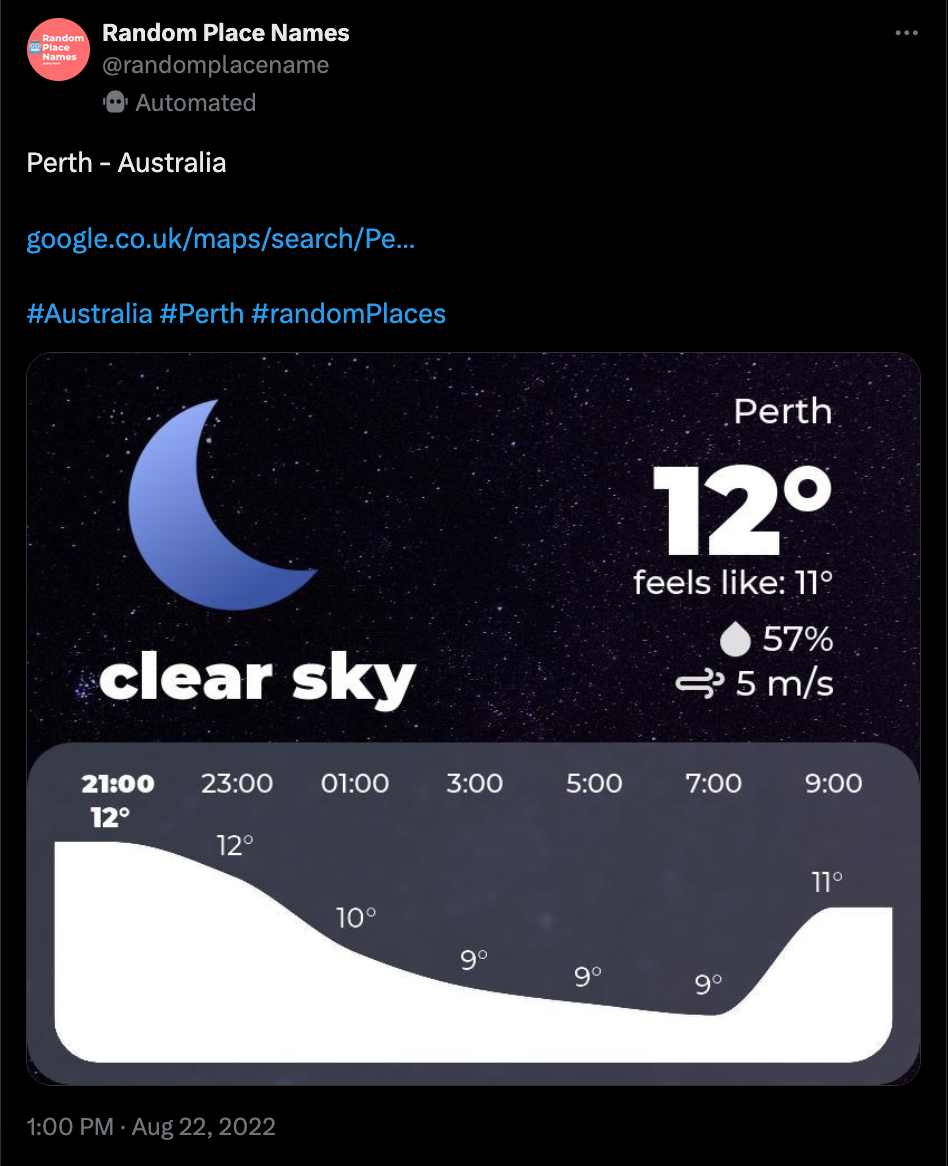 Random
Place
Names
Random Place Names
@randomplacename
Automated
Perth - Australia
google.co.uk/maps/search/Pe...
#Australia #Perth #randomPlaces
Perth
12°
feels like: 11°
57%
5 m/s
clear sky
21:00 23:00 01:00 3:00 5:00 7:00 9:00
12° 12° 10° 9° 9° 9° 11°
1:00 PM · Aug 22, 2022